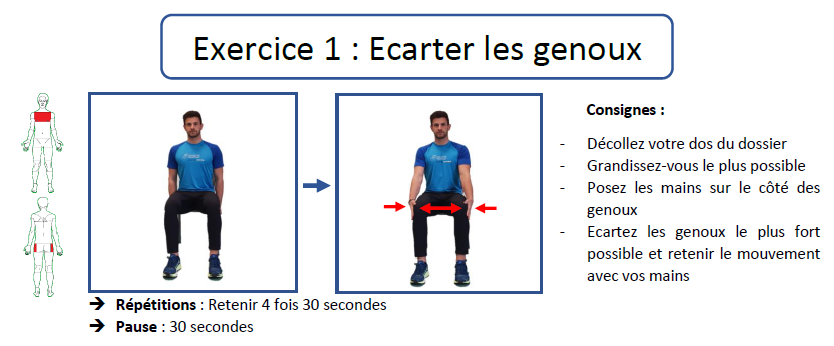 Exercice 1 : Ecarter les genoux
Consignes :
- Décollez votre dos du dossier
- Grandissez-vous le plus possible
- Posez les mains sur le côté des
genoux
- Ecartez les genoux le plus fort
possible et retenir le mouvement
avec vos mains
➔ Répétitions : Retenir 4 fois 30 secondes
➔ Pause : 30 secondes